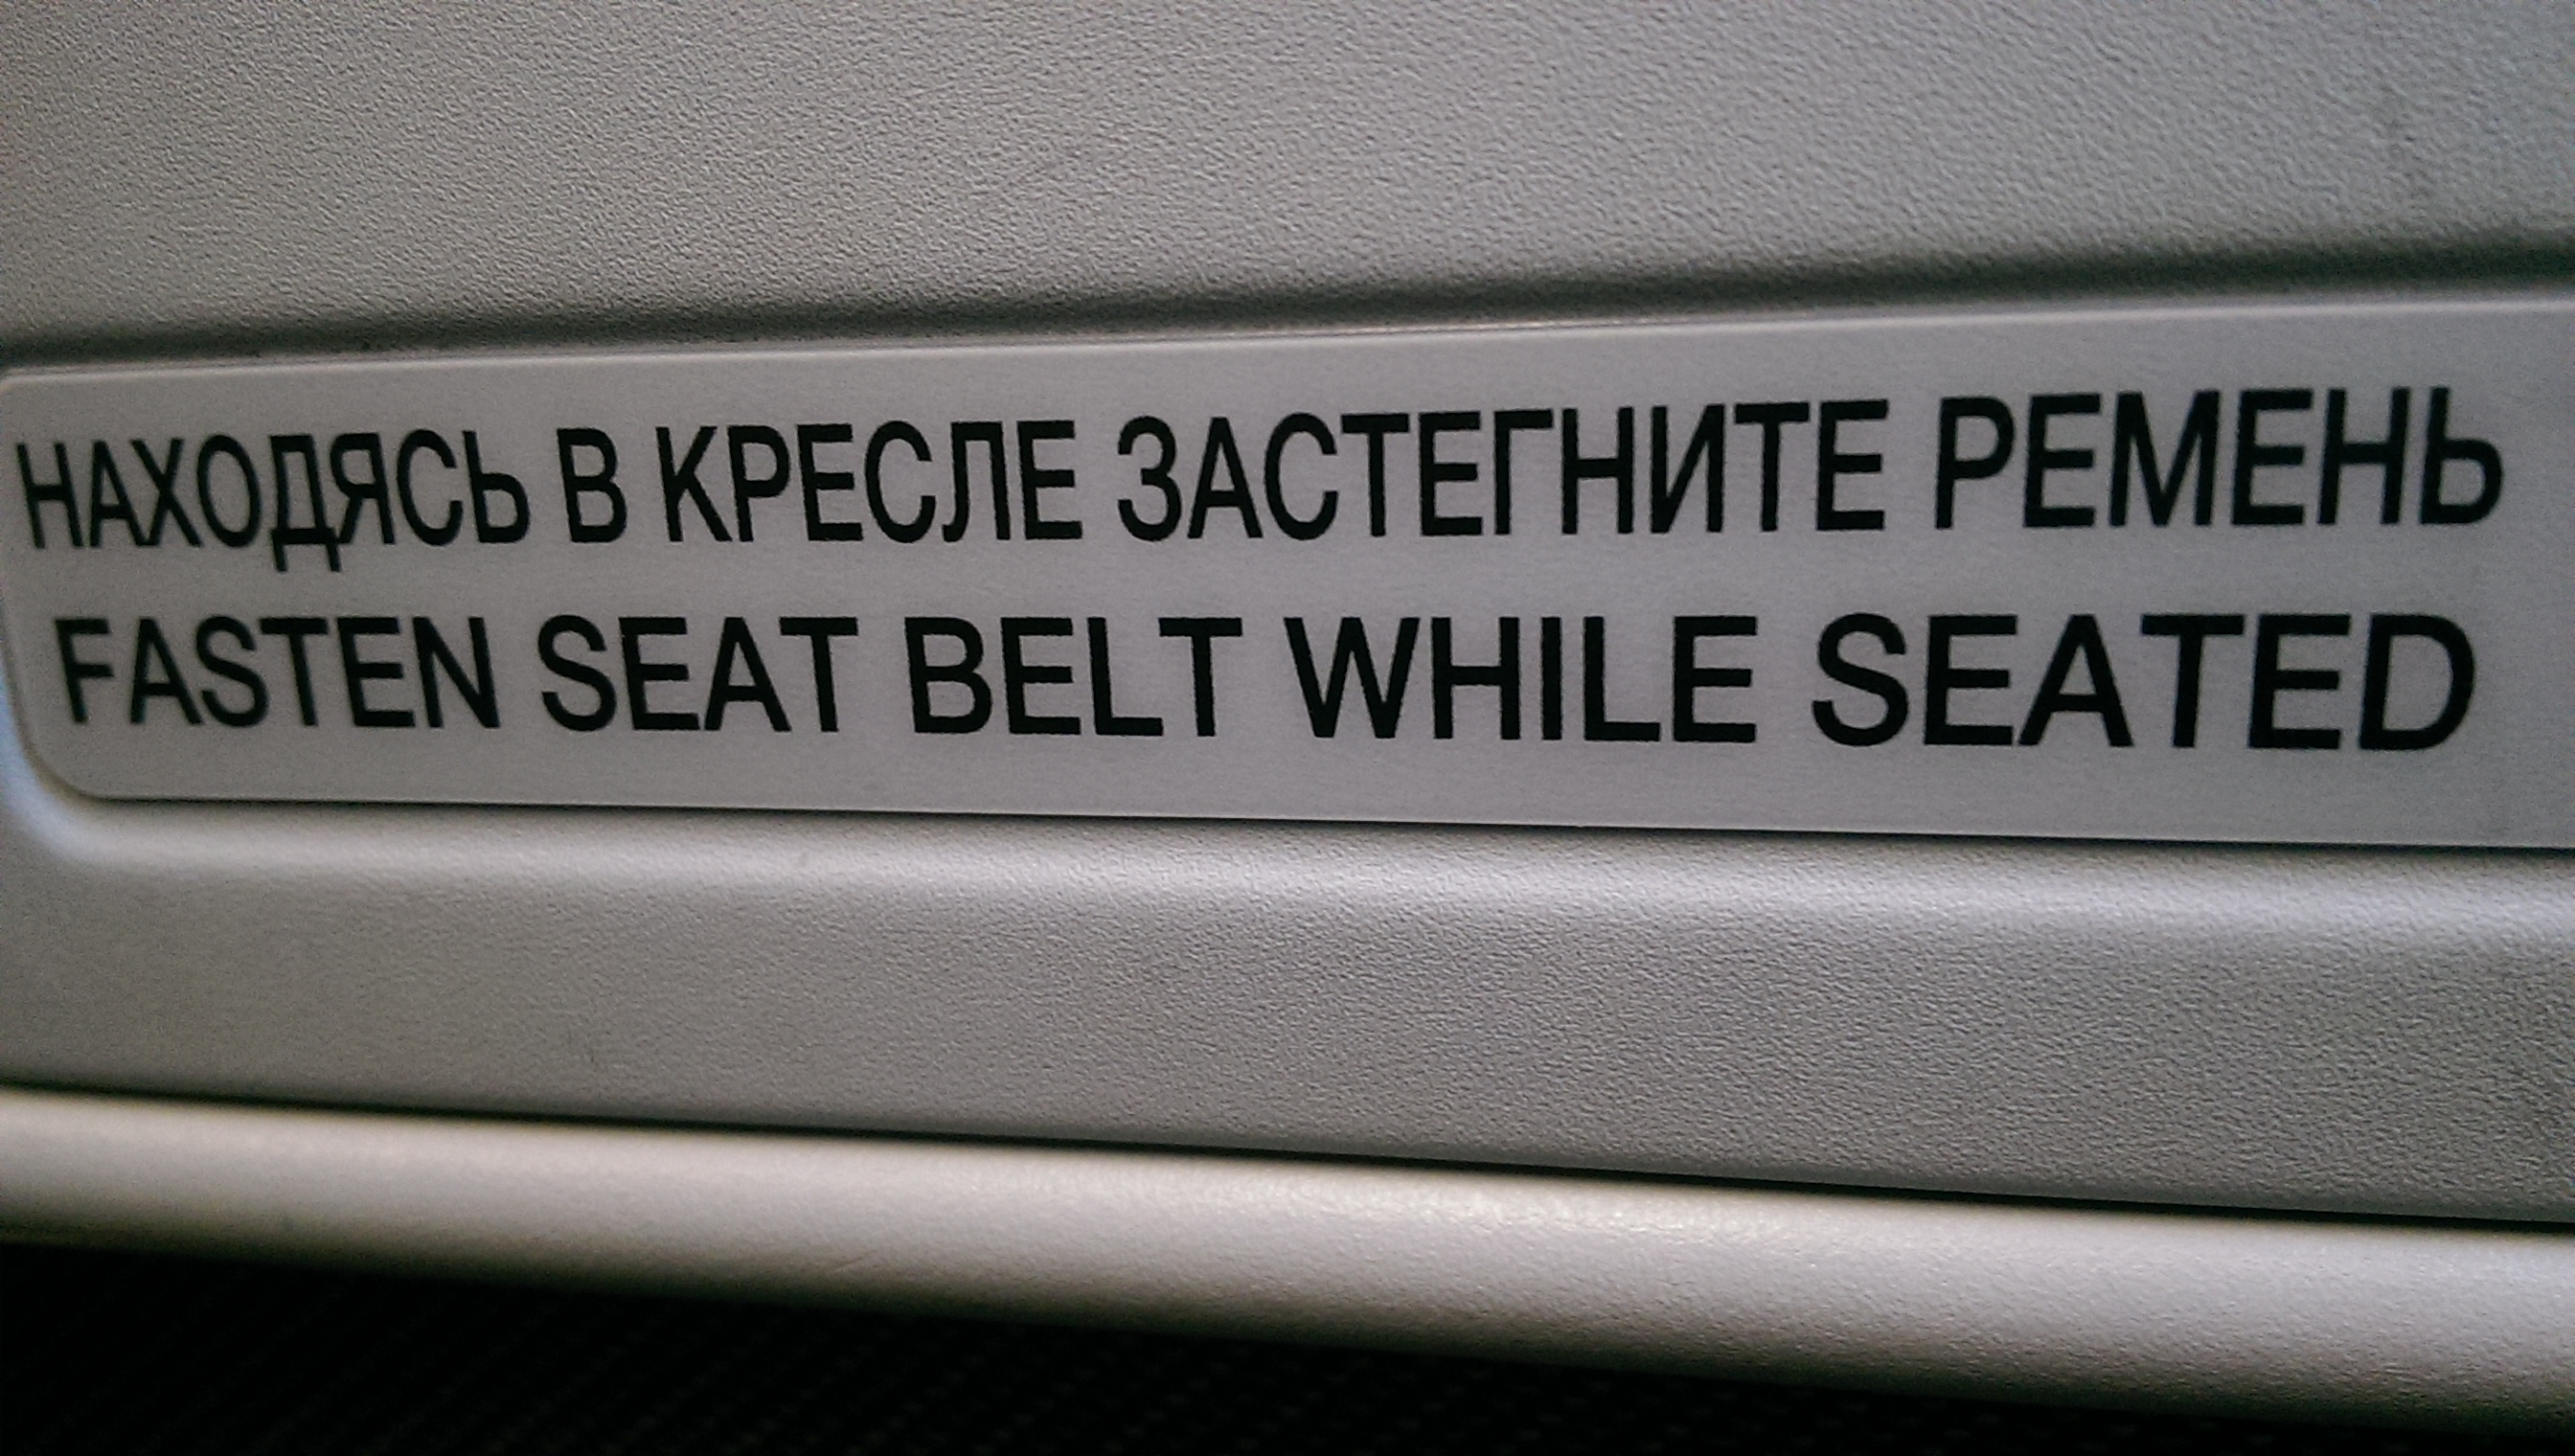 НАХОДЯСЬ В КРЕСЛЕ ЗАСТЕГНИТЕ РЕМЕНЬ
FASTEN SEAT BELT WHILE SEATED